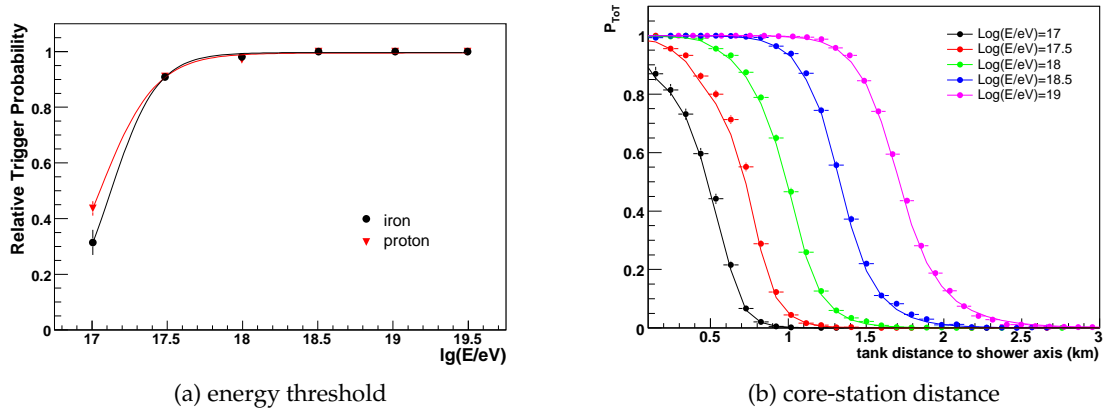 Relative Trigger Probability
1
0.8
0.6
0.4
0.2
0
iron
proton
17
17.5
18
18.5
19
19.5
lg(E/eV)
(a) energy threshold
P_ToT
1
0.8
0.6
0.4
0.2
0
Log(E/eV)=17
Log(E/eV)=17.5
Log(E/eV)=18
Log(E/eV)=18.5
Log(E/eV)=19
0.5
1
1.5
2
2.5
3
tank distance to shower axis (km)
(b) core-station distance